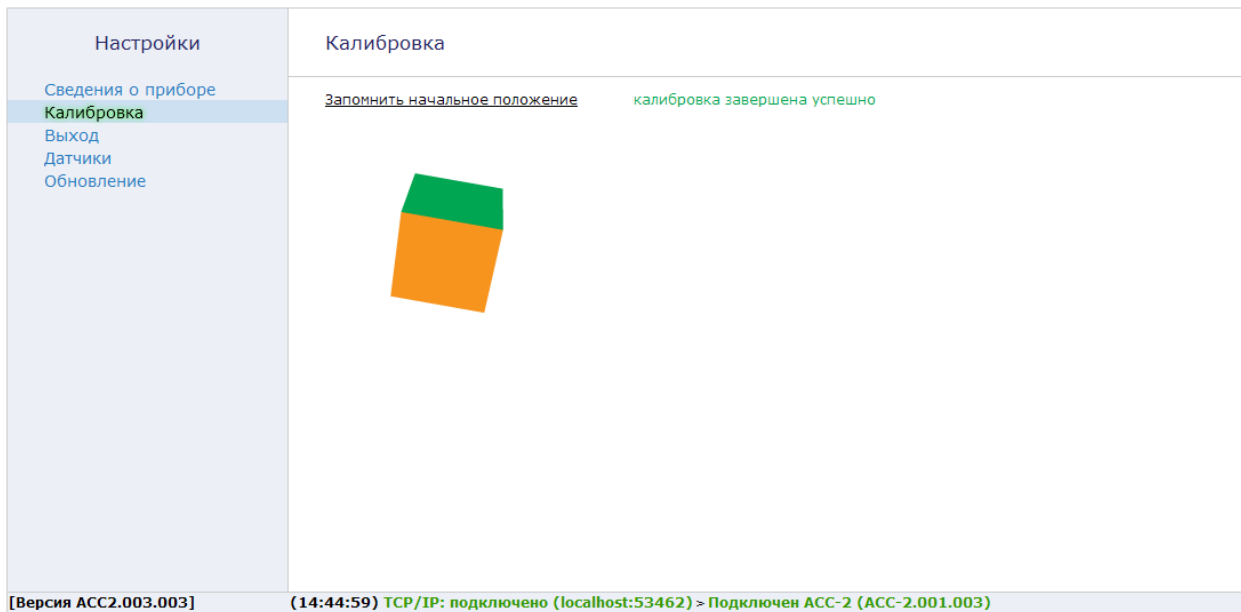 Настройки
Калибровка
Сведения о приборе
Калибровка
Выход
Датчики
Обновление
Запомнить начальное положение калибровка завершена успешно
[Версия ACC2.003.003] (14:44:59) TCP/IP: подключено (localhost:53462) > Подключен ACC-2 (ACC-2.001.003)